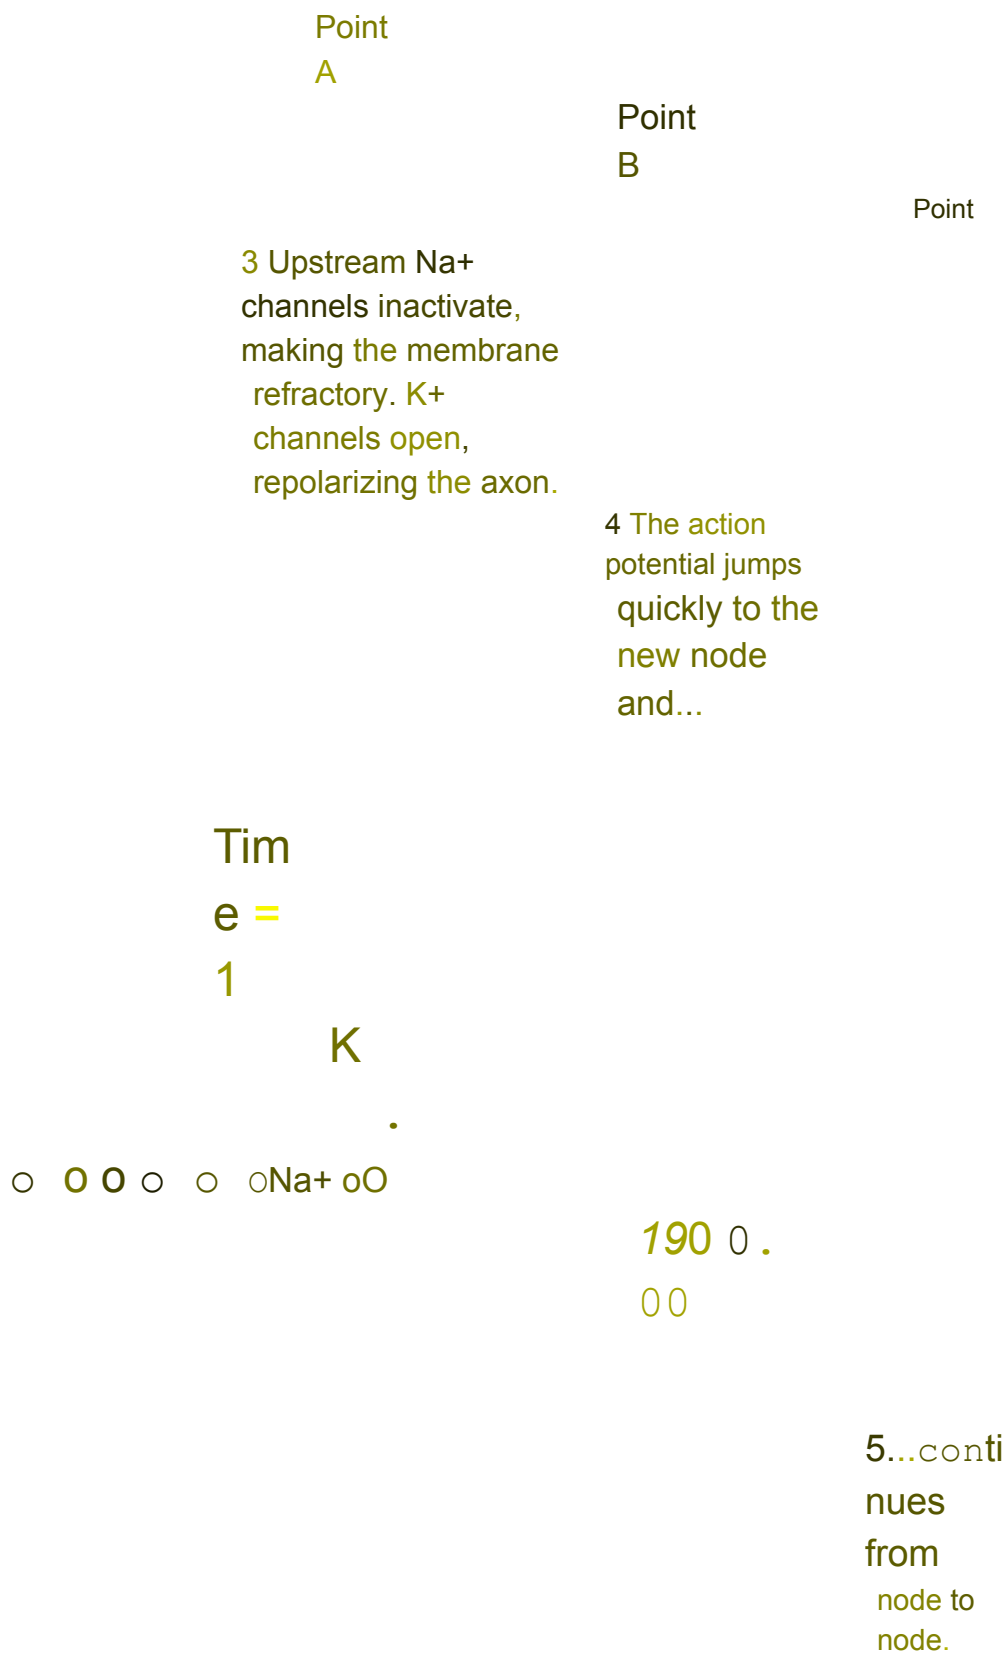 Point
A
Point
B
Point
3 Upstream Na+
channels inactivate,
making the membrane
refractory. K+
channels open,
repolarizing the axon.
4 The action
potential jumps
quickly to the
new node
and...
Tim
e =
1
K
.
o o o o o oNa+ oO
190 0 .
00
5...conti
nues
from
node to
node.